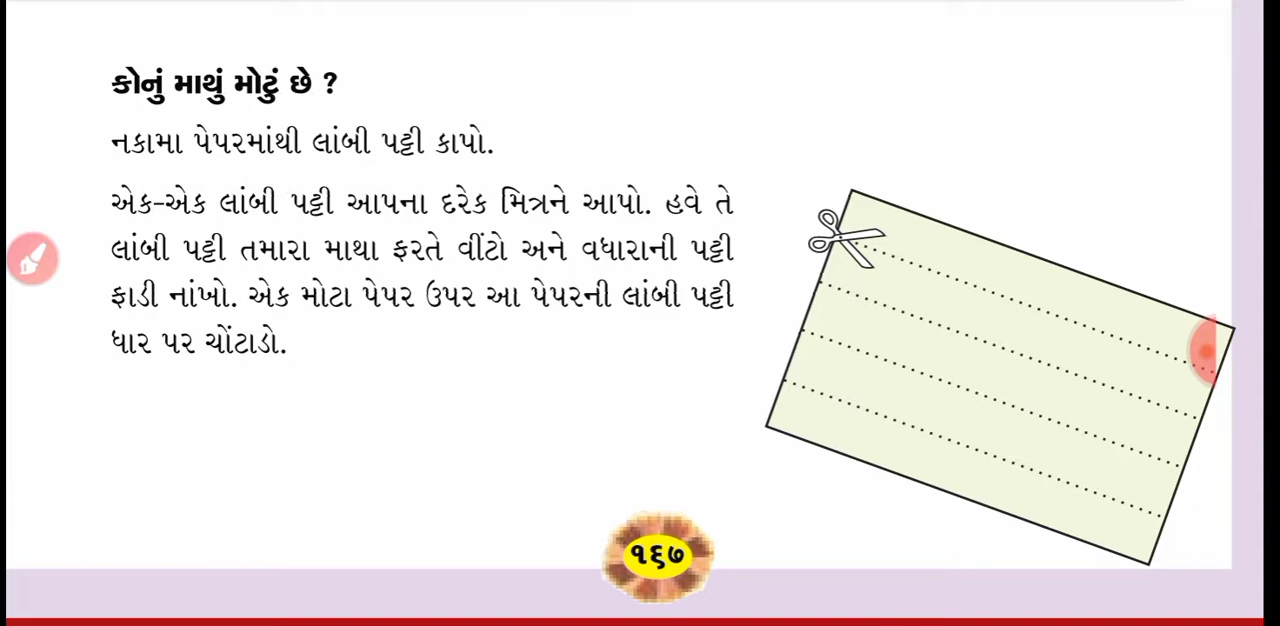 કોનું માથું મોટું છે ?
નકામા પેપરમાંથી લાંબી પટ્ટી કાપો.
એક-એક લાંબી પટ્ટી આપના દરેક મિત્રને આપો. હવે તે
લાંબી પટ્ટી તમારા માથા ફરતે વીંટો અને વધારાની પટ્ટી
ફાડી નાંખો. એક મોટા પેપર ઉપર આ પેપરની લાંબી પટ્ટી
ધાર પર ચોંટાડો.
૧૬૭